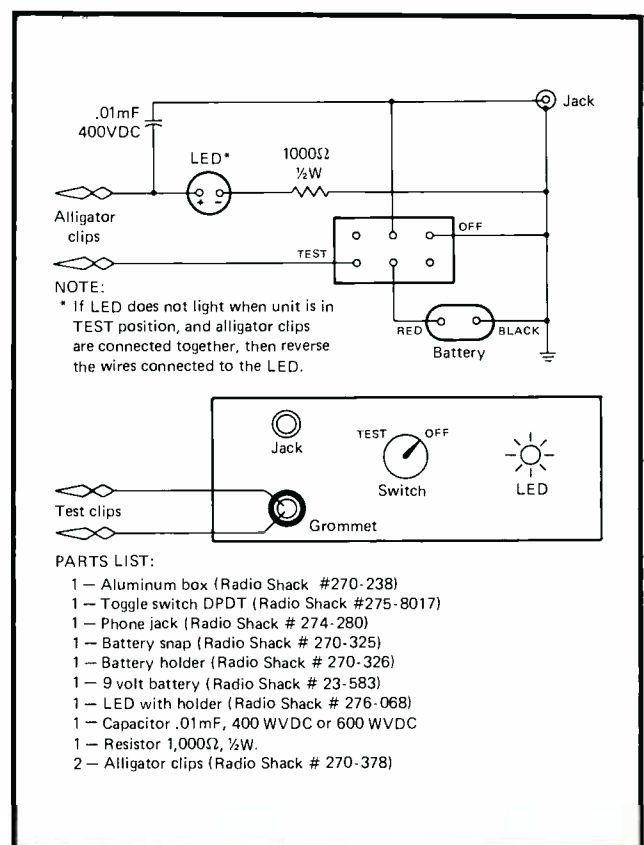 .01mF
400VDC
Jack
LED*
1000Ω
½W
+ -
Alligator
clips
OFF
TEST
NOTE:
* If LED does not light when unit is in
TEST position, and alligator clips
are connected together, then reverse
the wires connected to the LED.
RED
BLACK
Battery
Jack
TEST
OFF
Switch
LED
Test clips
Grommet
PARTS LIST:
1 — Aluminum box (Radio Shack #270-238)
1 — Toggle switch DPDT (Radio Shack #275-8017)
1 — Phone jack (Radio Shack # 274-280)
1 — Battery snap (Radio Shack # 270-325)
1 — Battery holder (Radio Shack # 270-326)
1 — 9 volt battery (Radio Shack # 23-583)
1 — LED with holder (Radio Shack # 276-068)
1 — Capacitor .01mF, 400 WVDC or 600 WVDC
1 — Resistor 1,000Ω, ½W.
2 — Alligator clips (Radio Shack # 270-378)